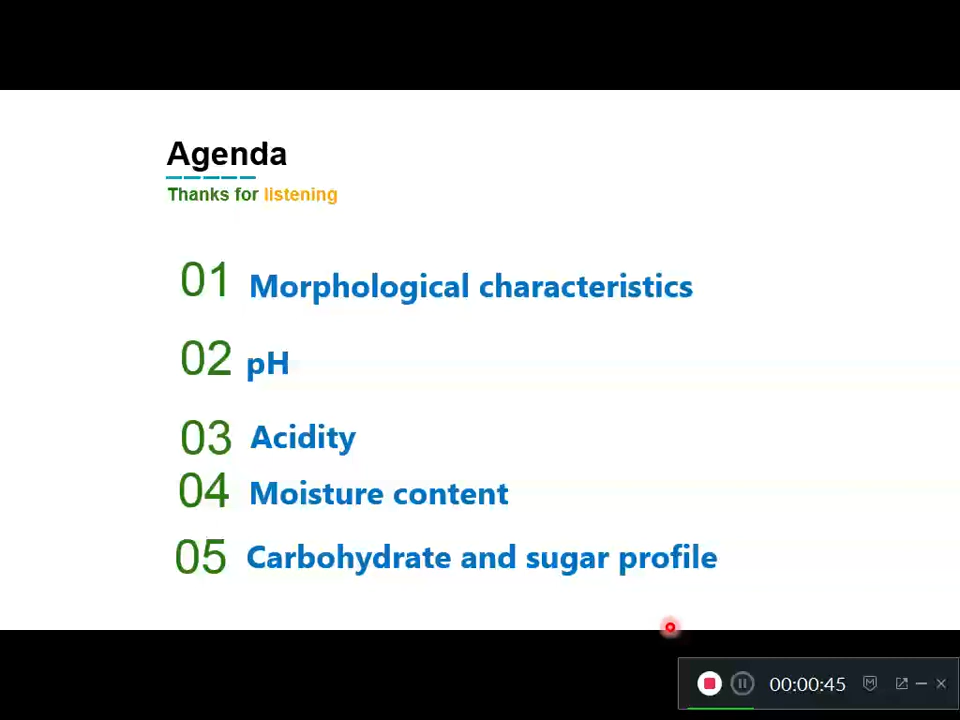 Agenda
Thanks for listening
01 Morphological characteristics
02 pH
03 Acidity
04 Moisture content
05 Carbohydrate and sugar profile
00:00:45